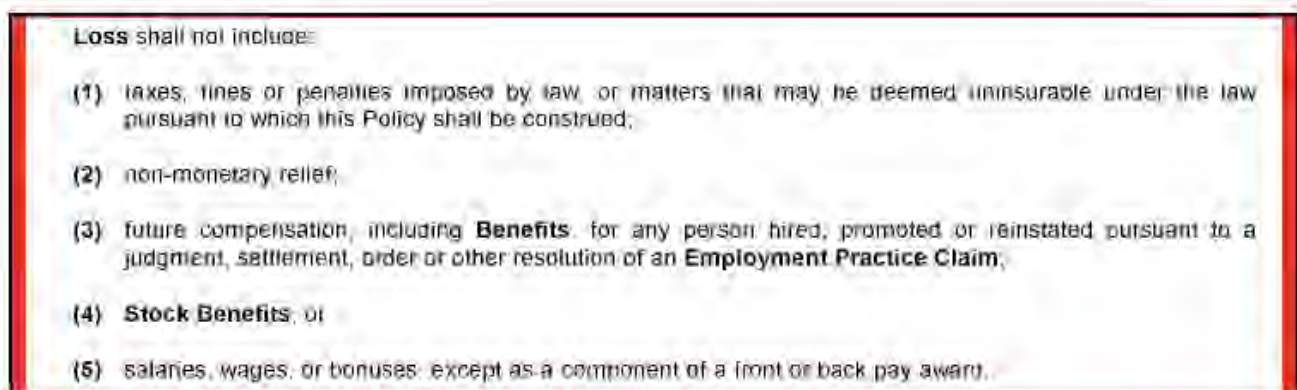 Loss shall not include:
(1) taxes, fines or penalties imposed by law, or matters that may be deemed uninsurable under the law
pursuant to which this Policy shall be construed;
(2) non-monetary relief;
(3) future compensation, including Benefits, for any person hired, promoted or reinstated pursuant to a
judgment, settlement, order or other resolution of an Employment Practice Claim;
(4) Stock Benefits; or
(5) salaries, wages, or bonuses, except as a component of a front or back pay award.